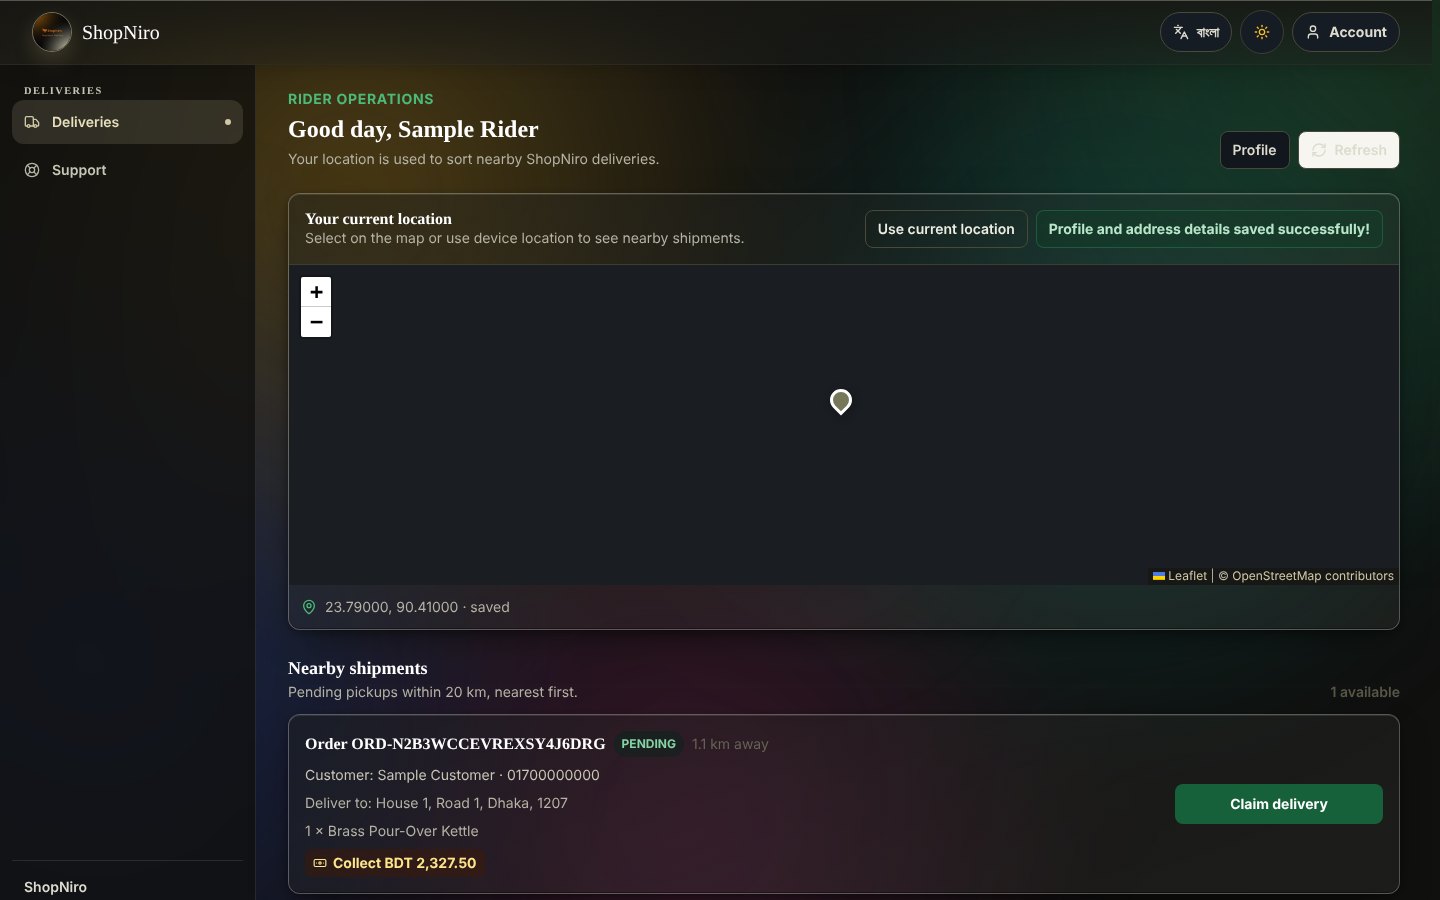 ShopNiro
বাংলা
Account
DELIVERIES
Deliveries
Support
ShopNiro
RIDER OPERATIONS
Good day, Sample Rider
Your location is used to sort nearby ShopNiro deliveries.
Profile
Refresh
Your current location
Select on the map or use device location to see nearby shipments.
Use current location
Profile and address details saved successfully!
+
−
Leaflet | © OpenStreetMap contributors
23.79000, 90.41000 · saved
Nearby shipments
Pending pickups within 20 km, nearest first.
1 available
Order ORD-N2B3WCCEVREXSY4J6DRG PENDING 1.1 km away
Customer: Sample Customer · 01700000000
Deliver to: House 1, Road 1, Dhaka, 1207
1 × Brass Pour-Over Kettle
Collect BDT 2,327.50
Claim delivery